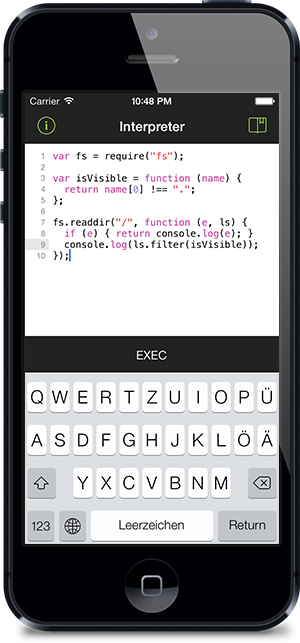 Carrier 10:48 PM
Interpreter
1 var fs = require("fs");
2
3 var isVisible = function (name) {
4 return name[0] !== ".";
5 };
6
7 fs.readdir("/", function (e, ls) {
8 if (e) { return console.log(e); }
9 console.log(ls.filter(isVisible));
10 });
EXEC
Q W E R T Z U I O P Ü
A S D F G H J K L Ö Ä
Y X C V B N M
123 Leerzeichen Return